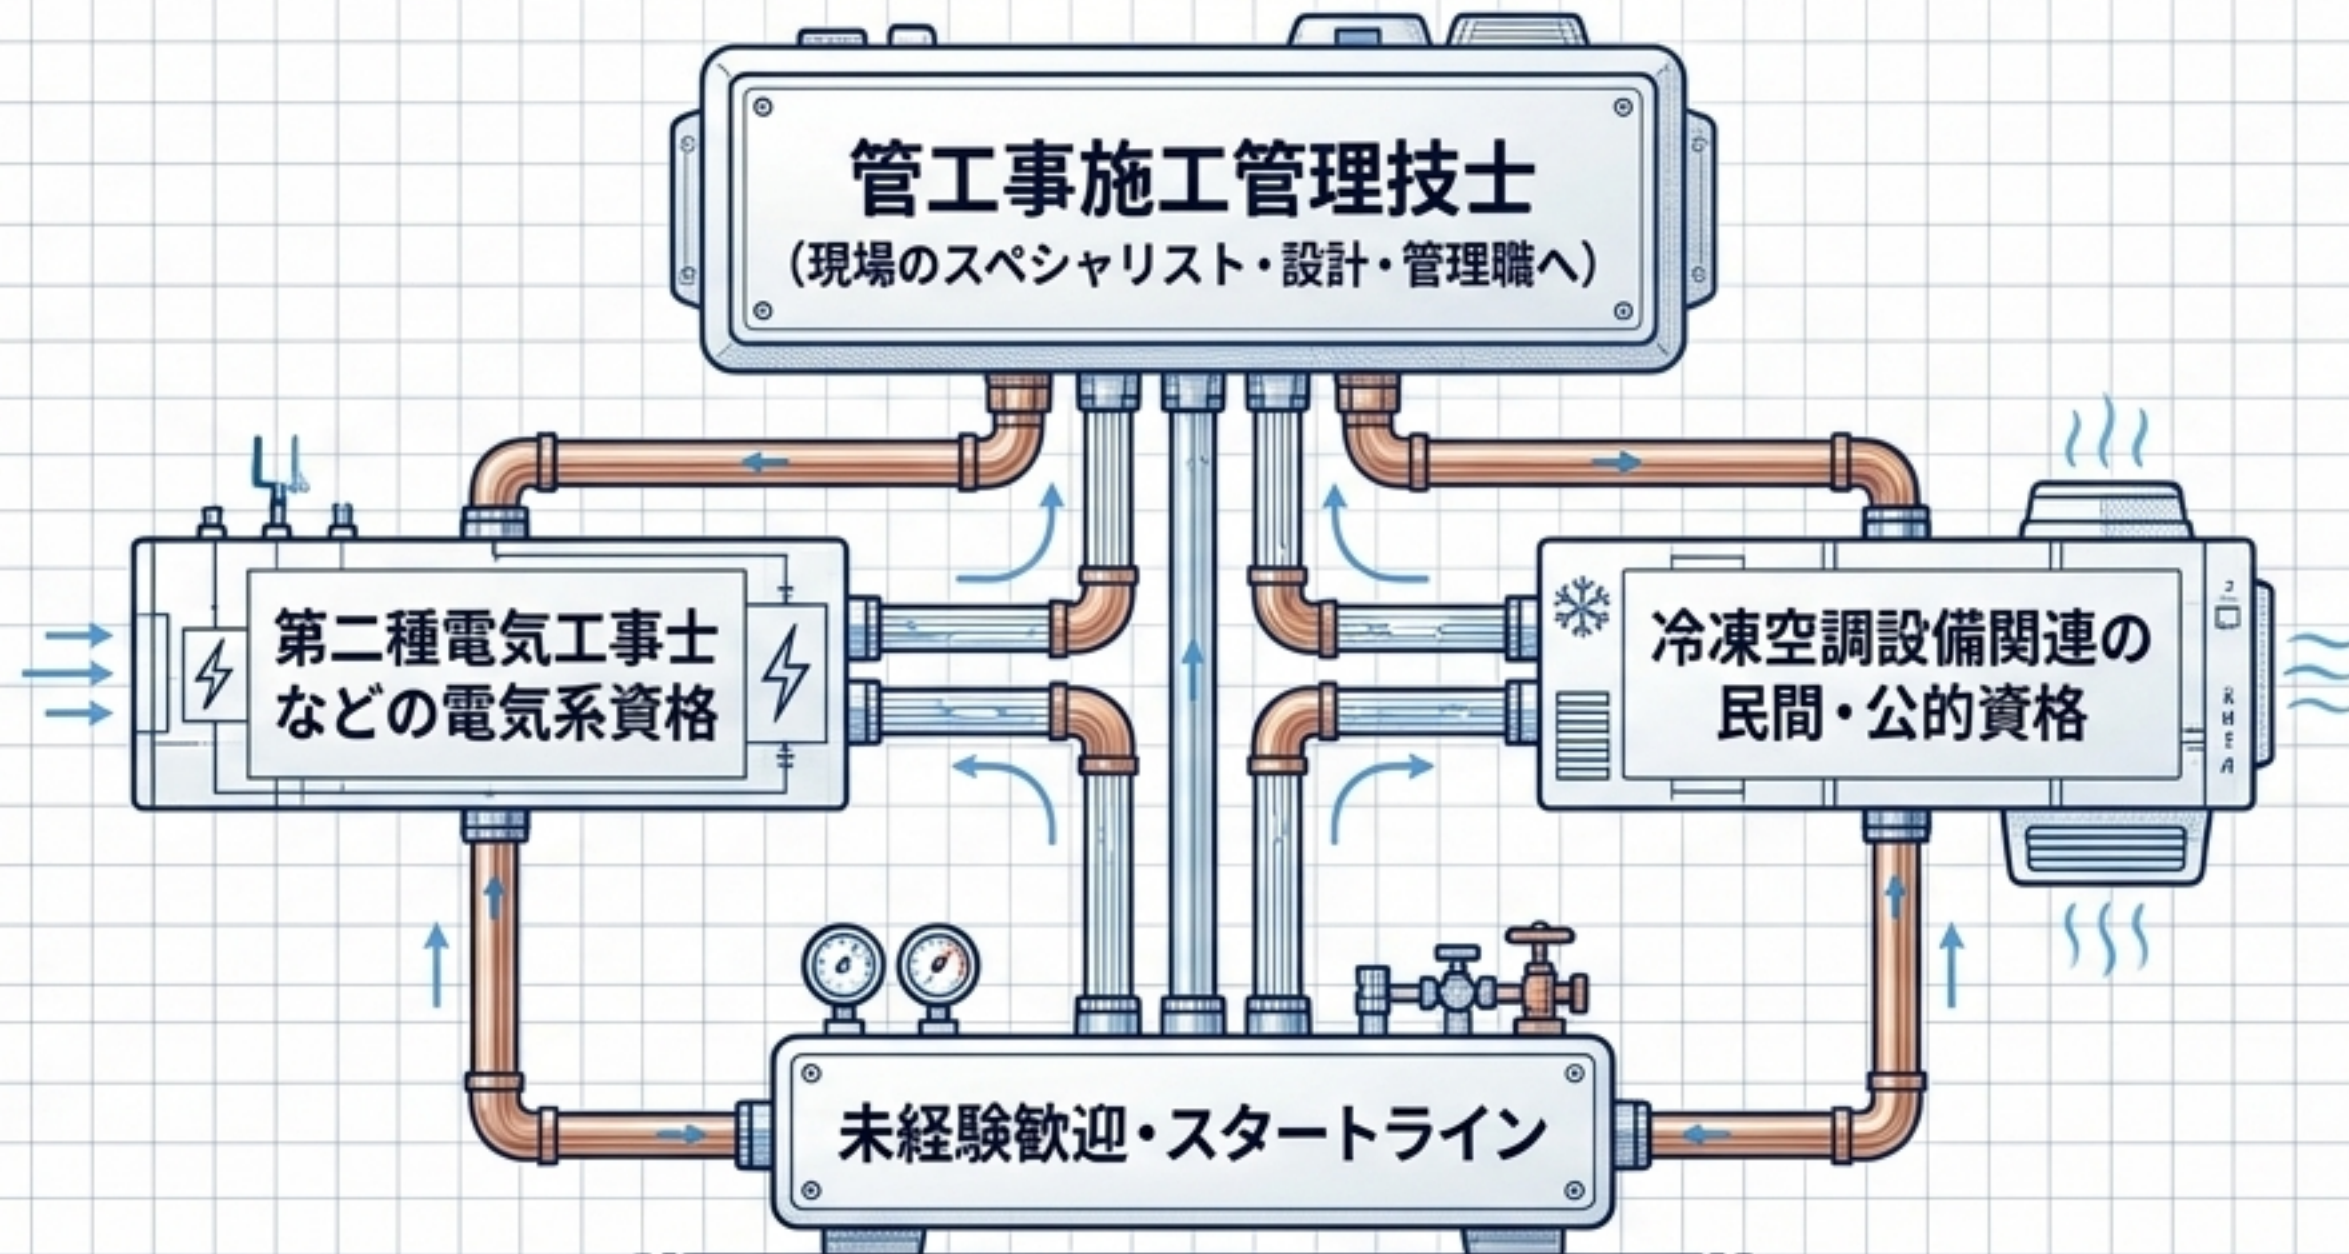 管工事施工管理技士
（現場のスペシャリスト・設計・管理職へ）
第二種電気工事士
などの電気系資格
冷凍空調設備関連の
民間・公的資格
未経験歓迎・スタートライン